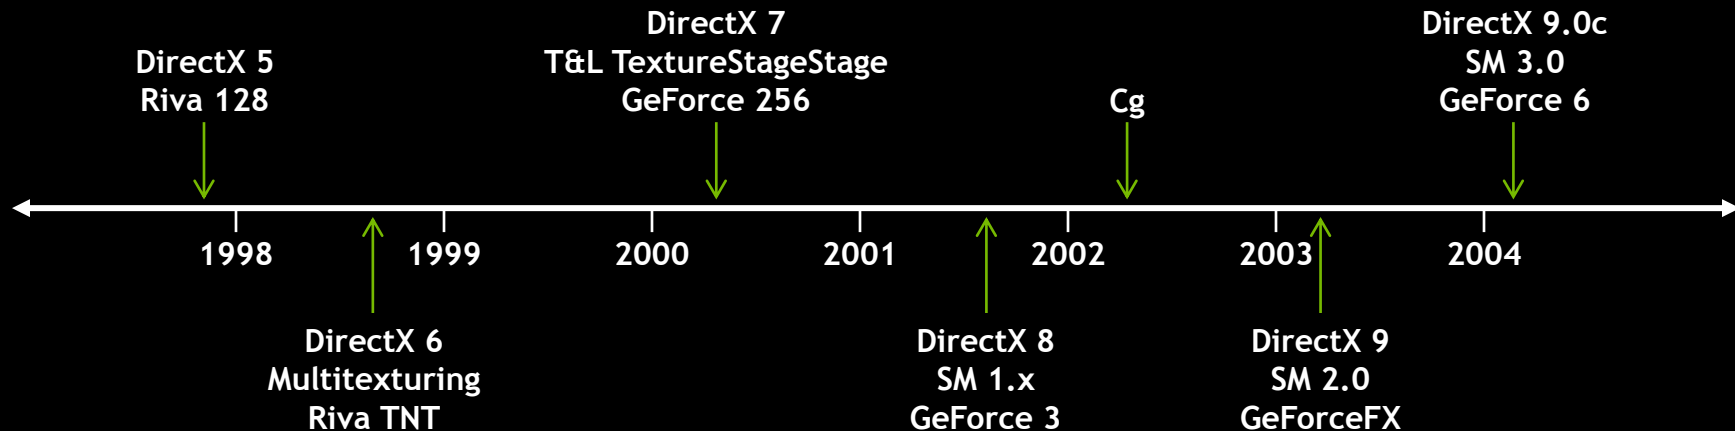 DirectX 5
Riva 128
DirectX 7
T&L TextureStageStage
GeForce 256
Cg
DirectX 9.0c
SM 3.0
GeForce 6
1998
1999
2000
2001
2002
2003
2004
DirectX 6
Multitexturing
Riva TNT
DirectX 8
SM 1.x
GeForce 3
DirectX 9
SM 2.0
GeForceFX